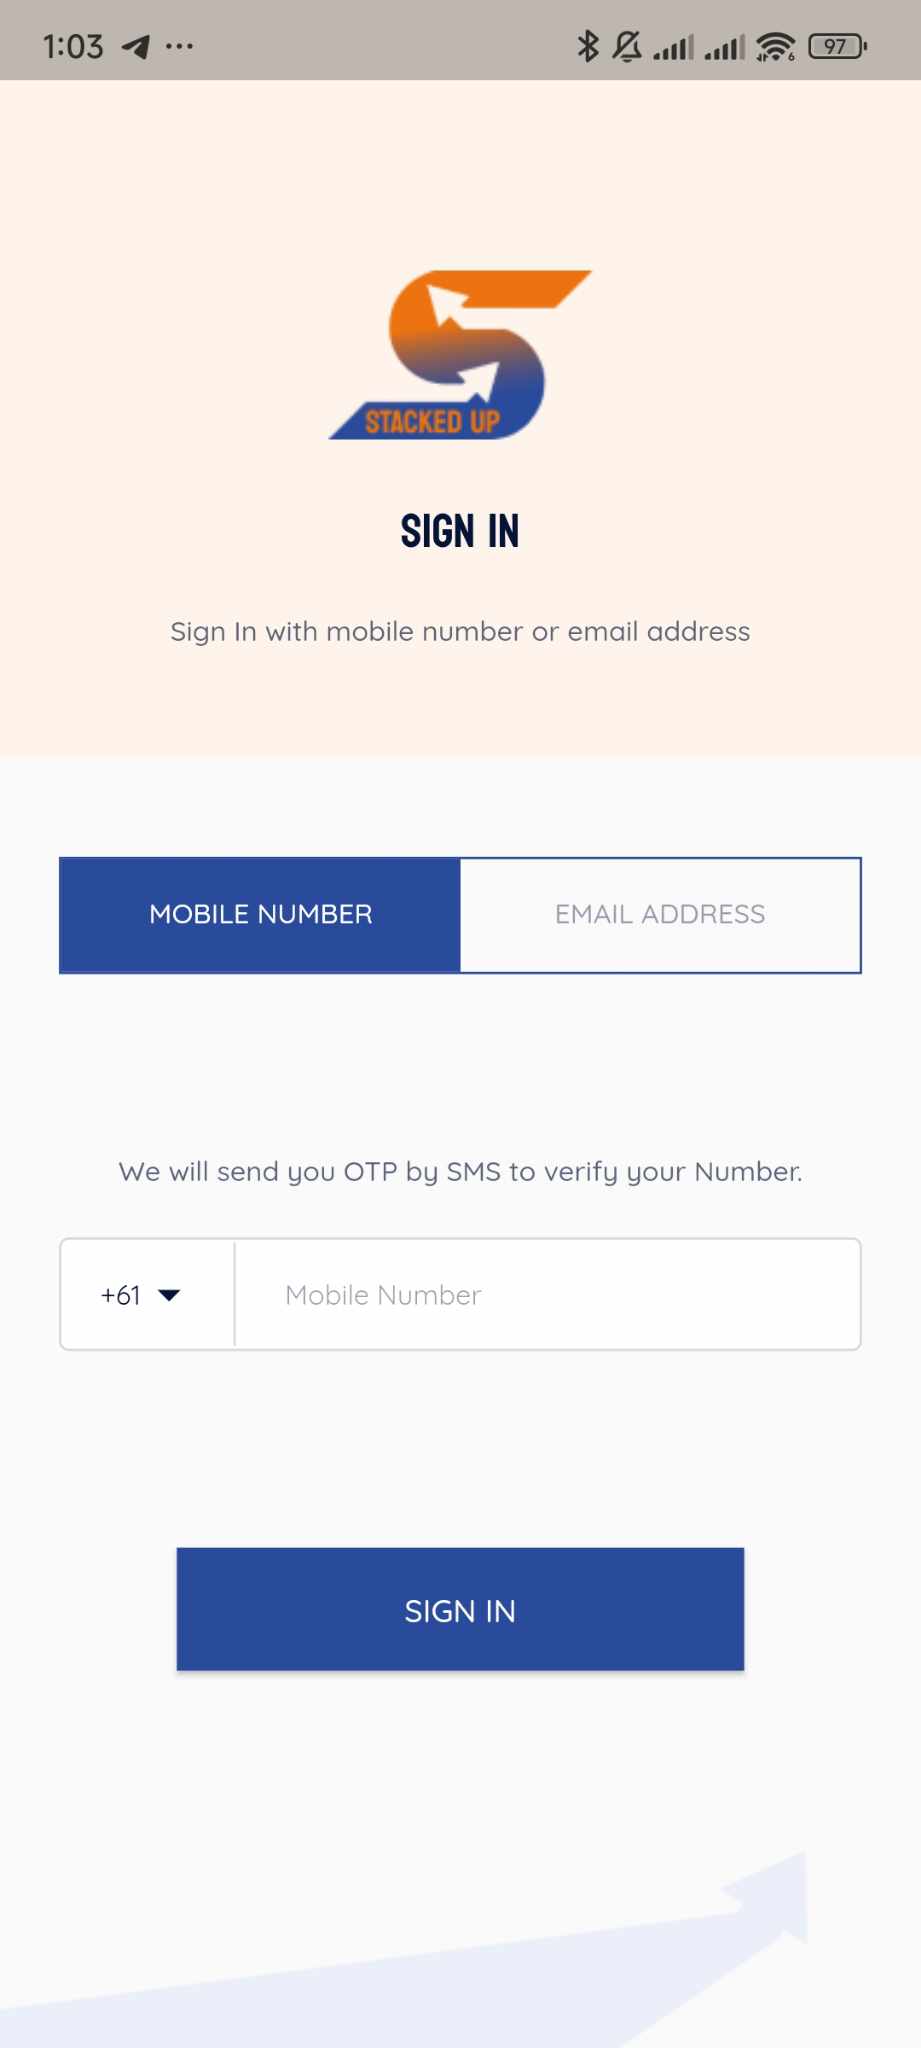 1:03 ... 6 97
STACKED UP
SIGN IN
Sign In with mobile number or email address
MOBILE NUMBER EMAIL ADDRESS
We will send you OTP by SMS to verify your Number.
+61 Mobile Number
SIGN IN